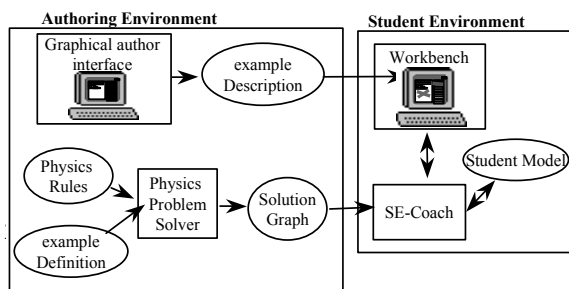 Authoring Environment
Student Environment
Graphical author
interface
example
Description
Workbench
Physics
Rules
Physics
Problem
Solver
Solution
Graph
example
Definition
SE-Coach
Student Model